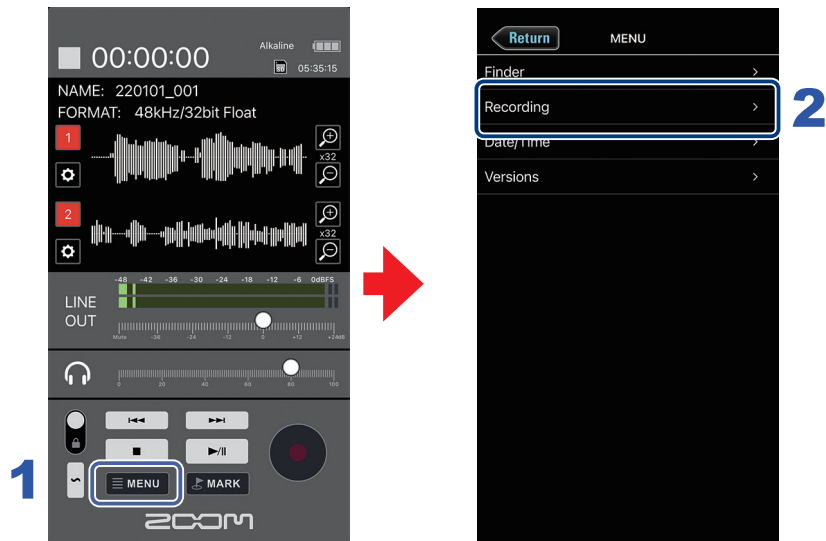 00:00:00
Alkaline
SD
05:35:15
NAME: 220101_001
FORMAT: 48kHz/32bit Float
1
x32
2
x32
-48 -42 -36 -30 -24 -18 -12 -6 0dBFS
LINE
OUT
Mute -36 -24 -12 0 +12 +24dB
0 20 40 60 80 100
MENU
MARK
ZOOM
1
Return
MENU
Finder >
Recording >
Date/Time >
Versions >
2